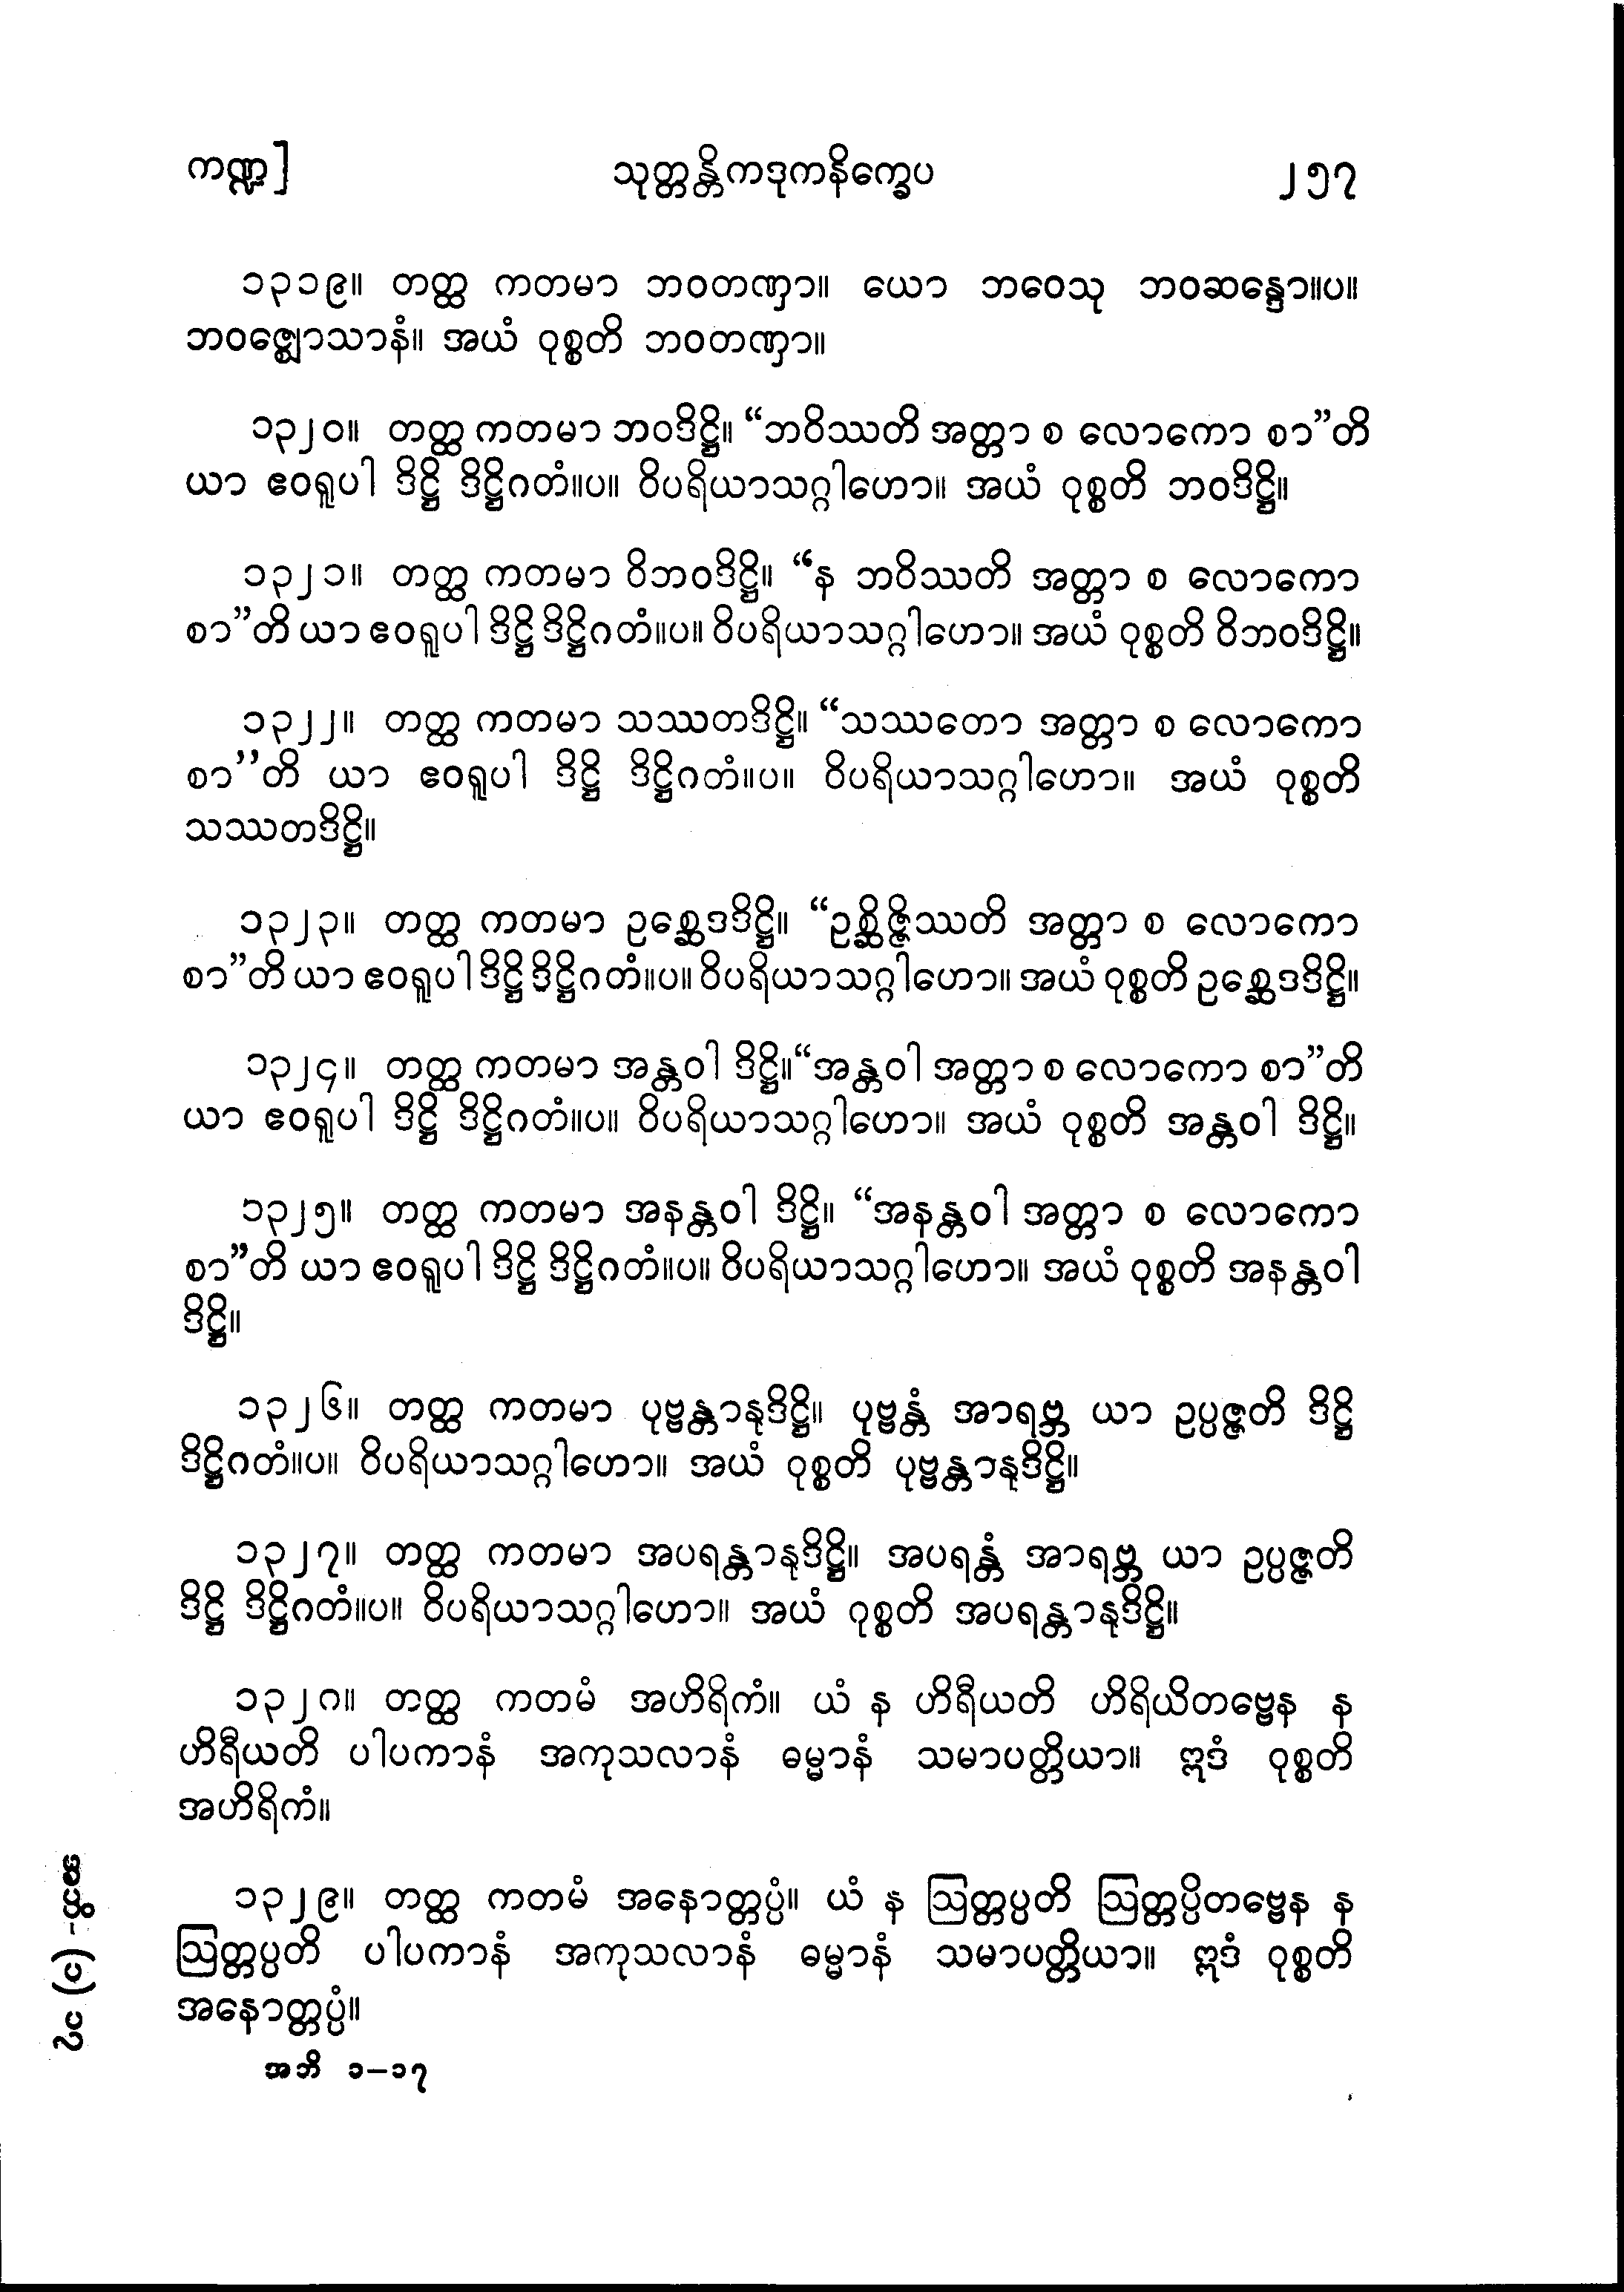 ကဏ္ဍ] သုတ္တန္တိကဒုကနိက္ခေပ ၂၅၇
၁၃၁၉။ တတ္ထ ကတမာ ဘဝတဏှာ။ ယော ဘဝေသု ဘဝဆန္ဒော။ပ။
ဘဝဇ္ဈောသာနံ။ အယံ ဝုစ္စတိ ဘဝတဏှာ။
၁၃၂၀။ တတ္ထ ကတမာ ဘဝဒိဋ္ဌိ။ “ဘဝိဿတိ အတ္တာ စ လောကော စာ”တိ
ယာ ဧဝရူပါ ဒိဋ္ဌိ ဒိဋ္ဌိဂတံ။ပ။ ဝိပရိယာသဂ္ဂါဟော။ အယံ ဝုစ္စတိ ဘဝဒိဋ္ဌိ။
၁၃၂၁။ တတ္ထ ကတမာ ဝိဘဝဒိဋ္ဌိ။ “န ဘဝိဿတိ အတ္တာ စ လောကော
စာ”တိ ယာ ဧဝရူပါ ဒိဋ္ဌိ ဒိဋ္ဌိဂတံ။ပ။ ဝိပရိယာသဂ္ဂါဟော။ အယံ ဝုစ္စတိ ဝိဘဝဒိဋ္ဌိ။
၁၃၂၂။ တတ္ထ ကတမာ သဿတဒိဋ္ဌိ။ “သဿတော အတ္တာ စ လောကော
စာ’’တိ ယာ ဧဝရူပါ ဒိဋ္ဌိ ဒိဋ္ဌိဂတံ။ပ။ ဝိပရိယာသဂ္ဂါဟော။ အယံ ဝုစ္စတိ
သဿတဒိဋ္ဌိ။
၁၃၂၃။ တတ္ထ ကတမာ ဥစ္ဆေဒဒိဋ္ဌိ။ “ဥစ္ဆိဇ္ဇိဿတိ အတ္တာ စ လောကော
စာ”တိ ယာ ဧဝရူပါ ဒိဋ္ဌိ ဒိဋ္ဌိဂတံ။ပ။ ဝိပရိယာသဂ္ဂါဟော။ အယံ ဝုစ္စတိ ဥစ္ဆေဒဒိဋ္ဌိ။
၁၃၂၄။ တတ္ထ ကတမာ အန္တဝါ ဒိဋ္ဌိ။“အန္တဝါ အတ္တာ စ လောကော စာ”တိ
ယာ ဧဝရူပါ ဒိဋ္ဌိ ဒိဋ္ဌိဂတံ။ပ။ ဝိပရိယာသဂ္ဂါဟော။ အယံ ဝုစ္စတိ အန္တဝါ ဒိဋ္ဌိ။
၁၃၂၅။ တတ္ထ ကတမာ အနန္တဝါ ဒိဋ္ဌိ။ “အနန္တဝါ အတ္တာ စ လောကော
စာ”တိ ယာ ဧဝရူပါ ဒိဋ္ဌိ ဒိဋ္ဌိဂတံ။ပ။ ဝိပရိယာသဂ္ဂါဟော။ အယံ ဝုစ္စတိ အနန္တဝါ
ဒိဋ္ဌိ။
၁၃၂၆။ တတ္ထ ကတမာ ပုဗ္ဗန္တာနုဒိဋ္ဌိ။ ပုဗ္ဗန္တံ အာရဗ္ဘ ယာ ဥပ္ပဇ္ဇတိ ဒိဋ္ဌိ
ဒိဋ္ဌိဂတံ။ပ။ ဝိပရိယာသဂ္ဂါဟော။ အယံ ဝုစ္စတိ ပုဗ္ဗန္တာနုဒိဋ္ဌိ။
၁၃၂၇။ တတ္ထ ကတမာ အပရန္တာနုဒိဋ္ဌိ။ အပရန္တံ အာရဗ္ဘ ယာ ဥပ္ပဇ္ဇတိ
ဒိဋ္ဌိ ဒိဋ္ဌိဂတံ။ပ။ ဝိပရိယာသဂ္ဂါဟော။ အယံ ဝုစ္စတိ အပရန္တာနုဒိဋ္ဌိ။
၁၃၂၈။ တတ္ထ ကတမံ အဟိရိကံ။ ယံ န ဟိရီယတိ ဟိရိယိတဗ္ဗေန န
ဟိရီယတိ ပါပကာနံ အကုသလာနံ ဓမ္မာနံ သမာပတ္တိယာ။ ဣဒံ ဝုစ္စတိ
အဟိရိကံ။
၁၃၂၉။ တတ္ထ ကတမံ အနောတ္တပ္ပံ။ ယံ န ဩတ္တပ္ပတိ ဩတ္တပ္ပိတဗ္ဗေန န
ဩတ္တပ္ပတိ ပါပကာနံ အကုသလာနံ ဓမ္မာနံ သမာပတ္တိယာ။ ဣဒံ ဝုစ္စတိ
အနောတ္တပ္ပံ။
အဘိ ၁–၁၇